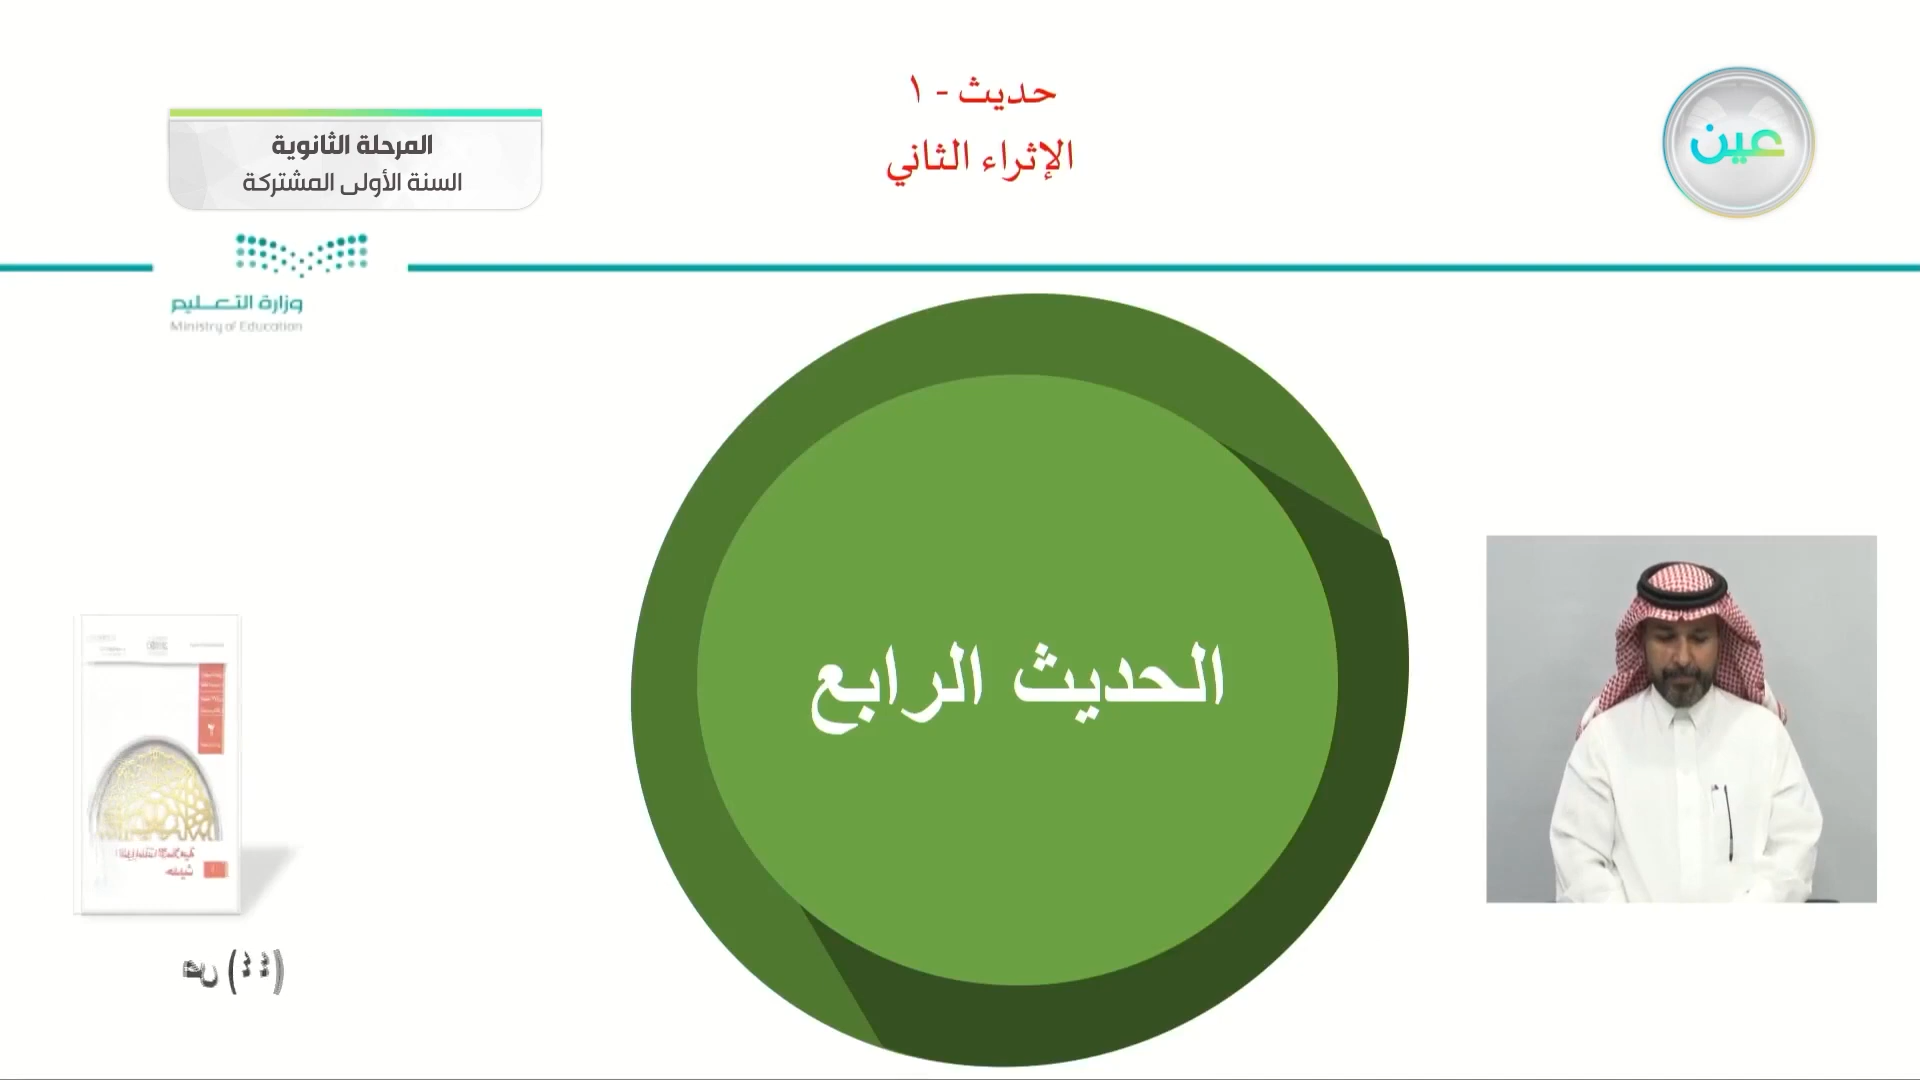 حديث - ١
الإثراء الثاني
عين
المرحلة الثانوية
السنة الأولى المشتركة
وزارة التعليم
Ministry of Education
الحديث الرابع